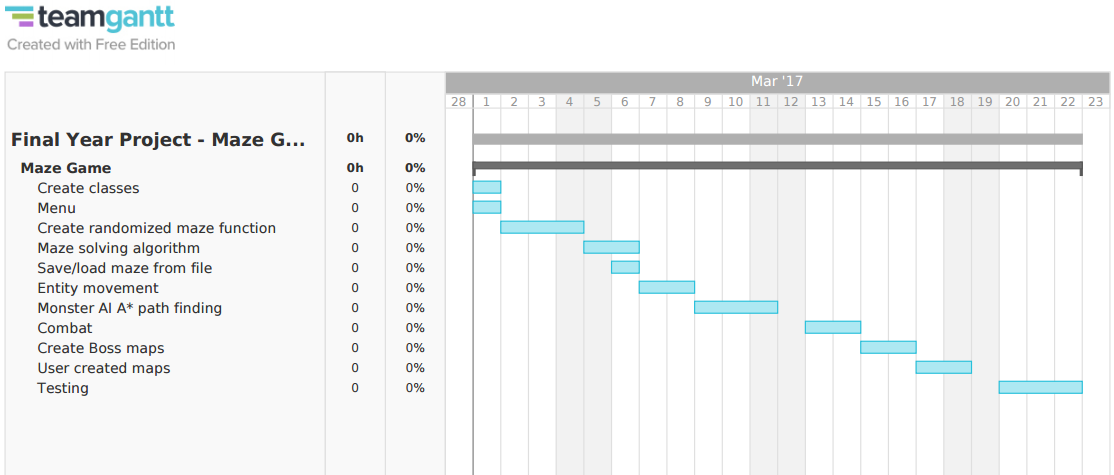 teamgantt
Created with Free Edition
Mar '17
28 1 2 3 4 5 6 7 8 9 10 11 12 13 14 15 16 17 18 19 20 21 22 23
Final Year Project - Maze G... 0h 0%
Maze Game 0h 0%
Create classes 0 0%
Menu 0 0%
Create randomized maze function 0 0%
Maze solving algorithm 0 0%
Save/load maze from file 0 0%
Entity movement 0 0%
Monster AI A* path finding 0 0%
Combat 0 0%
Create Boss maps 0 0%
User created maps 0 0%
Testing 0 0%